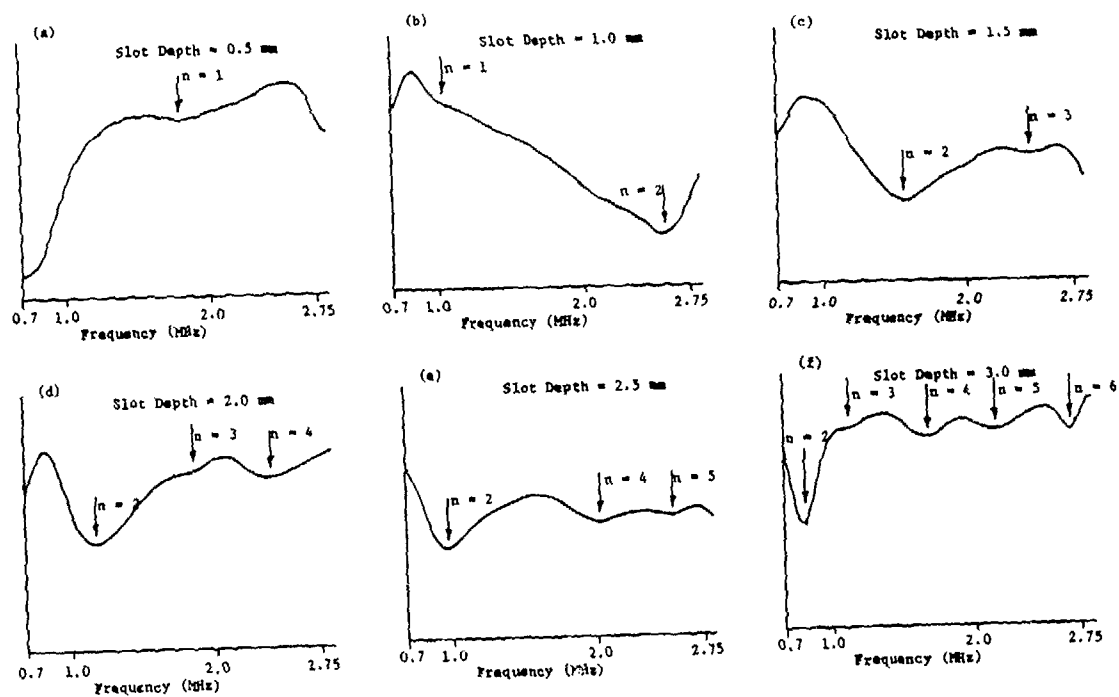 (a)
Slot Depth = 0.5 mm
n = 1
0.7 1.0 2.0 2.75
Frequency (MHz)
(b)
Slot Depth = 1.0 mm
n = 1
n = 2
0.7 1.0 2.0 2.75
Frequency (MHz)
(c)
Slot Depth = 1.5 mm
n = 3
n = 2
0.7 1.0 2.0 2.75
Frequency (MHz)
(d)
Slot Depth = 2.0 mm
n = 3 n = 4
n = 2
0.7 1.0 2.0 2.75
Frequency (MHz)
(e)
Slot Depth = 2.5 mm
n = 4 n = 5
n = 2
0.7 1.0 2.0 2.75
Frequency (MHz)
(f)
Slot Depth = 3.0 mm
n = 3 n = 4 n = 5 n = 6
n = 2
0.7 1.0 2.0 2.75
Frequency (MHz)